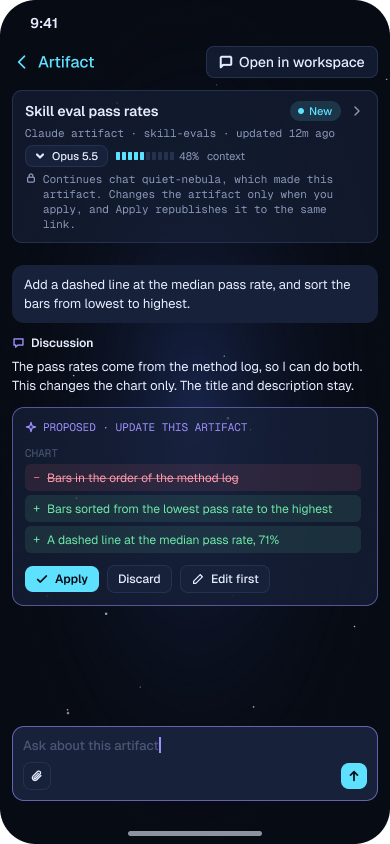 9:41
Artifact
Open in workspace
Skill eval pass rates
New
Claude artifact · skill-evals · updated 12m ago
Opus 5.5
48% context
Continues chat quiet-nebula, which made this
artifact. Changes the artifact only when you
apply, and Apply republishes it to the same
link.
Add a dashed line at the median pass rate, and sort the
bars from lowest to highest.
Discussion
The pass rates come from the method log, so I can do both.
This changes the chart only. The title and description stay.
PROPOSED · UPDATE THIS ARTIFACT
CHART
− Bars in the order of the method log
+ Bars sorted from the lowest pass rate to the highest
+ A dashed line at the median pass rate, 71%
Apply
Discard
Edit first
Ask about this artifact